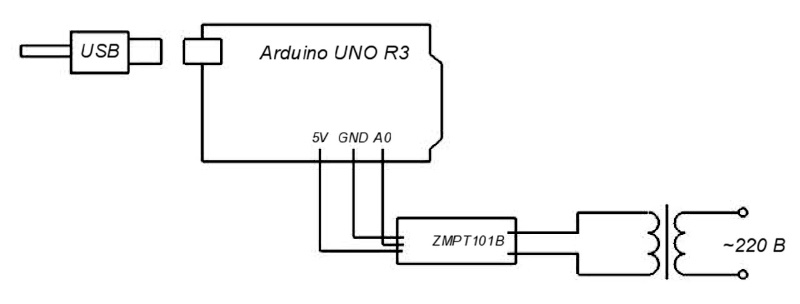 USB
Arduino UNO R3
5V GND A0
ZMPT101B
~220 В